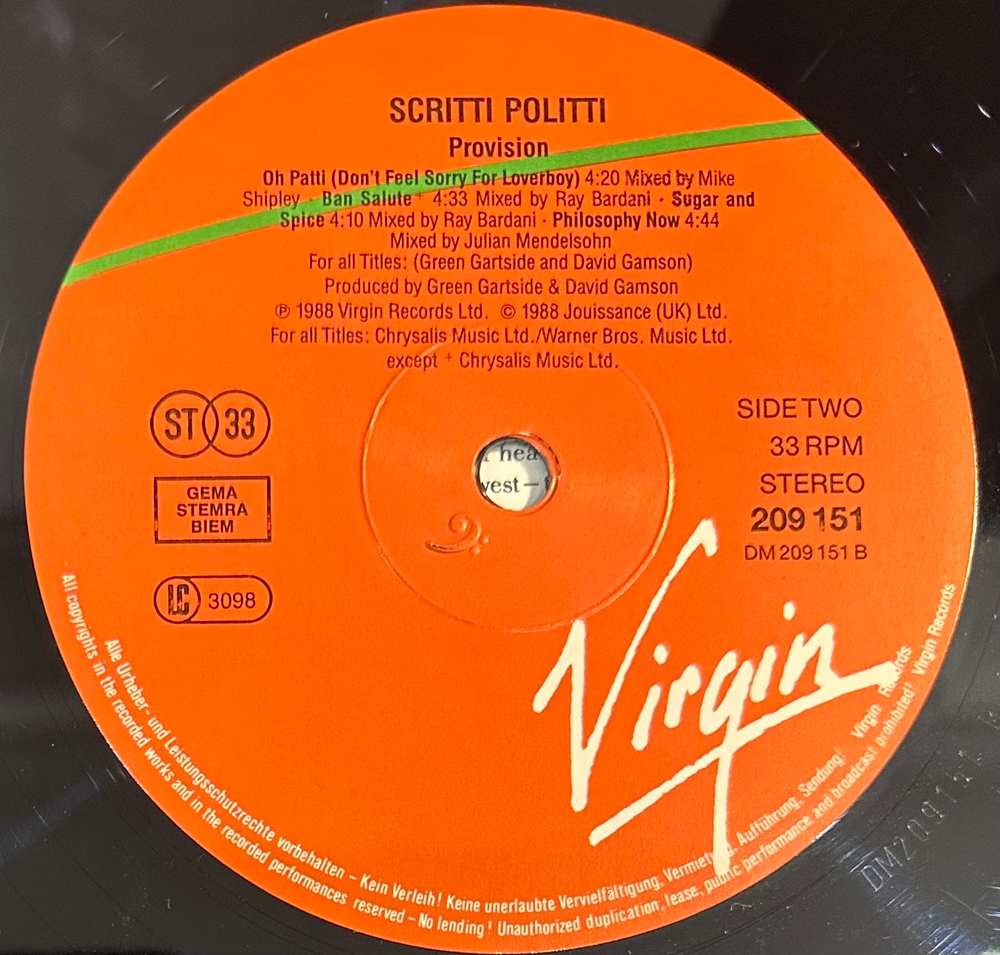 SCRITTI POLITTI
Provision
Oh Patti (Don't Feel Sorry For Loverboy) 4:20 Mixed by Mike
Shipley · Ban Salute + 4:33 Mixed by Ray Bardani · Sugar and
Spice 4:10 Mixed by Ray Bardani · Philosophy Now 4:44
Mixed by Julian Mendelsohn
For all Titles: (Green Gartside and David Gamson)
Produced by Green Gartside & David Gamson
℗ 1988 Virgin Records Ltd. © 1988 Jouissance (UK) Ltd.
For all Titles: Chrysalis Music Ltd./Warner Bros. Music Ltd.
except + Chrysalis Music Ltd.
ST 33
GEMA
STEMRA
BIEM
LC 3098
SIDE TWO
33 RPM
STEREO
209 151
DM 209 151 B
hea
vest –
Virgin
Alle Urheber- und Leistungsschutzrechte vorbehalten – Kein Verleih! Keine unerlaubte Vervielfältigung, Vermietung, Aufführung, Sendung! Virgin Records
All copyrights in the recorded works and in the recorded performances reserved – No lending! Unauthorized duplication, lease, public performance and broadcast prohibited! Virgin Records
DM209151